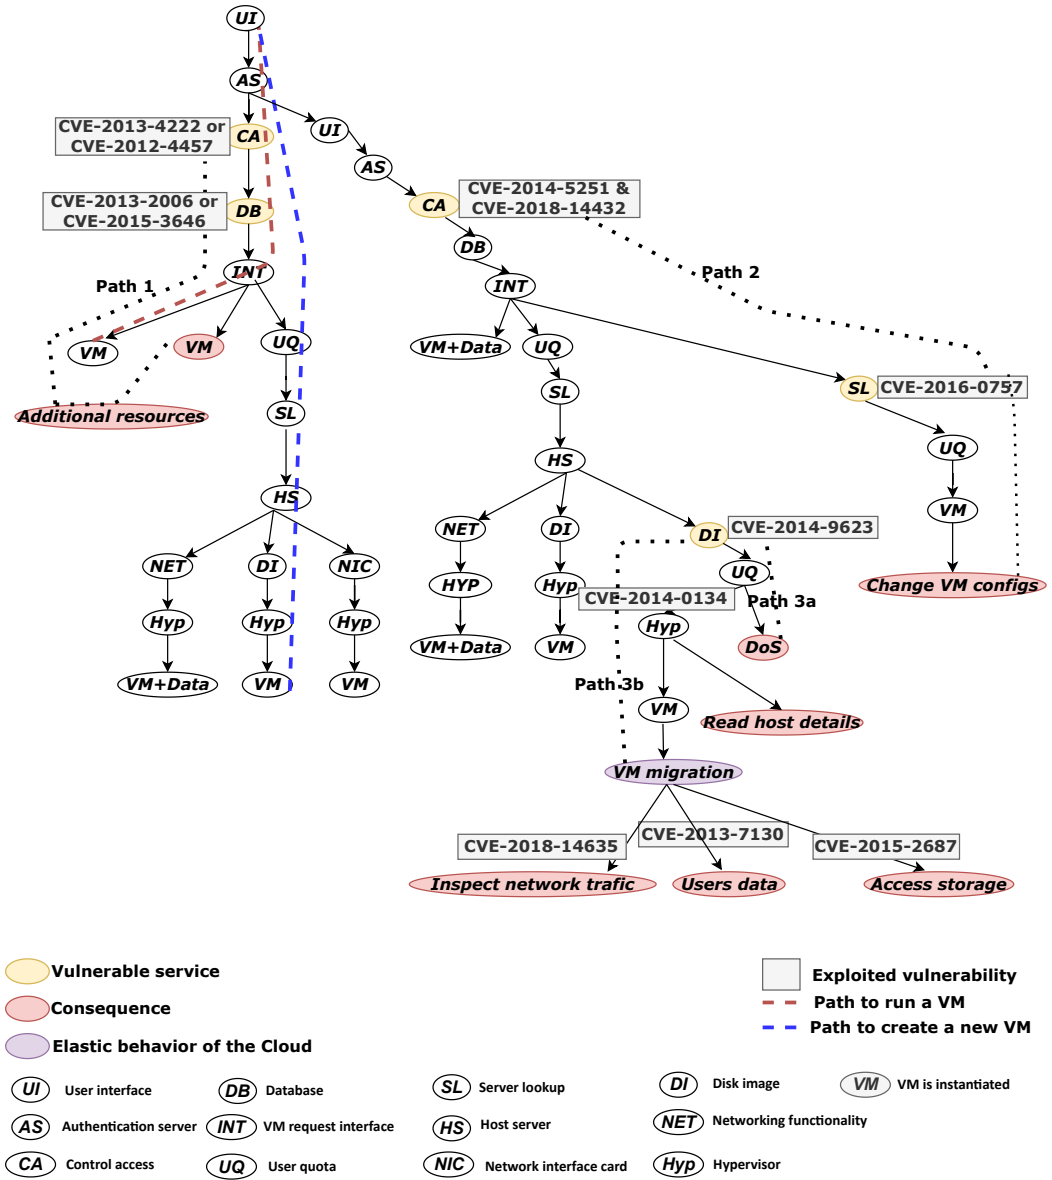 UI
AS
CVE-2013-4222 or
CVE-2012-4457
CA
UI
AS
CVE-2013-2006 or
CVE-2015-3646
DB
CA
CVE-2014-5251 &
CVE-2018-14432
DB
INT
Path 1
Path 2
INT
VM
VM
UQ
VM+Data
UQ
SL
CVE-2016-0757
Additional resources
SL
SL
UQ
HS
HS
VM
NET
DI
NIC
NET
DI
DI
CVE-2014-9623
Hyp
Hyp
Hyp
HYP
Hyp
UQ
CVE-2014-0134
Path 3a
Change VM configs
Hyp
VM+Data
VM
VM
VM+Data
VM
DoS
Path 3b
VM
Read host details
VM migration
CVE-2018-14635
CVE-2013-7130
CVE-2015-2687
Inspect network trafic
Users data
Access storage
Vulnerable service
Consequence
Elastic behavior of the Cloud
Exploited vulnerability
Path to run a VM
Path to create a new VM
UI User interface
DB Database
SL Server lookup
DI Disk image
VM VM is instantiated
AS Authentication server
INT VM request interface
HS Host server
NET Networking functionality
CA Control access
UQ User quota
NIC Network interface card
Hyp Hypervisor